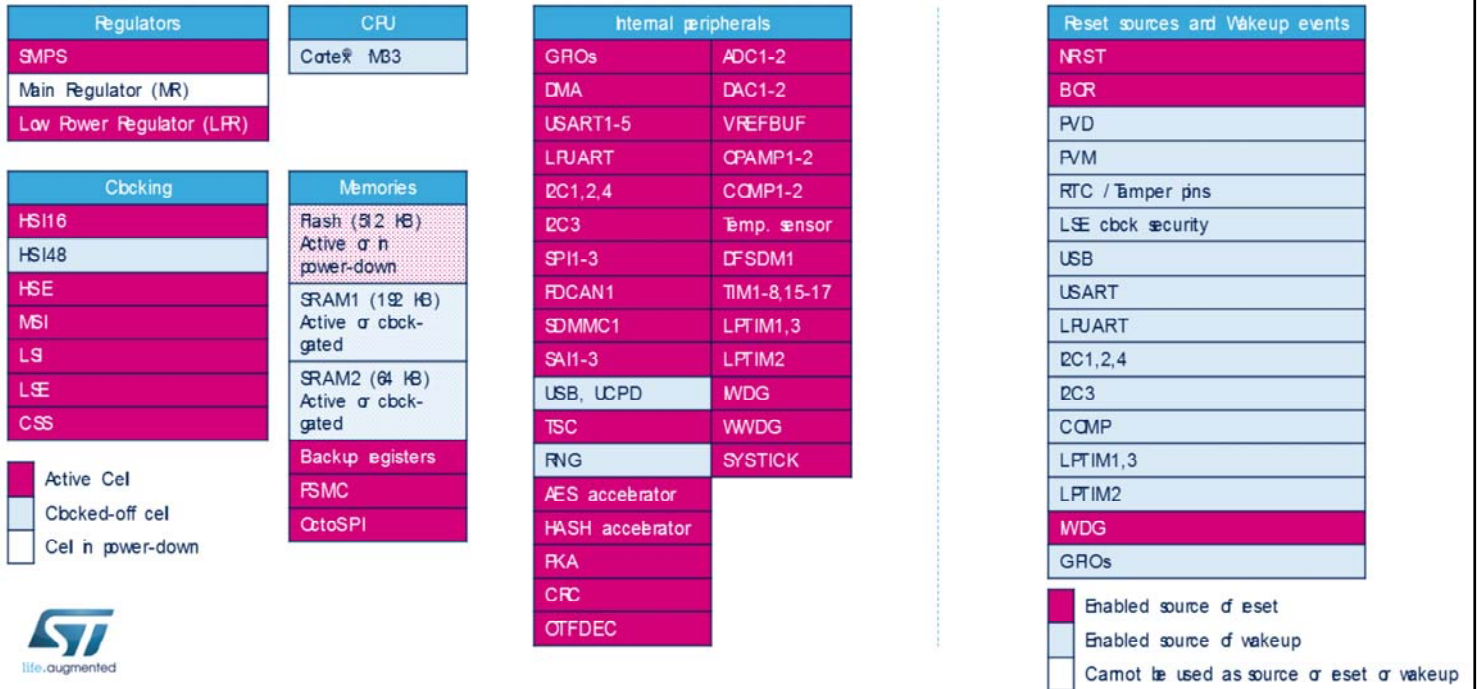 Regulators
SMPS
Main Regulator (MR)
Low Power Regulator (LPR)
Clocking
HSI16
HSI48
HSE
MSI
LSI
LSE
CSS
Active Cell
Clocked-off cell
Cell in power-down
life.augmented
CPU
Cortex® M33
Memories
Flash (512 KB)
Active or in
power-down
SRAM1 (192 KB)
Active or clock-
gated
SRAM2 (64 KB)
Active or clock-
gated
Backup registers
FSMC
OctoSPI
Internal peripherals
GPIOs
DMA
USART1-5
LPUART
I2C1,2,4
I2C3
SPI1-3
FDCAN1
SDMMC1
SAI1-3
USB, UCPD
TSC
RNG
AES accelerator
HASH accelerator
PKA
CRC
OTFDEC
ADC1-2
DAC1-2
VREFBUF
OPAMP1-2
COMP1-2
Temp. sensor
DFSDM1
TIM1-8,15-17
LPTIM1,3
LPTIM2
IWDG
WWDG
SYSTICK
Reset sources and Wakeup events
NRST
BOR
PVD
PVM
RTC / Tamper pins
LSE clock security
USB
USART
LPUART
I2C1,2,4
I2C3
COMP
LPTIM1,3
LPTIM2
IWDG
GPIOs
Enabled source of reset
Enabled source of wakeup
Cannot be used as source or reset or wakeup